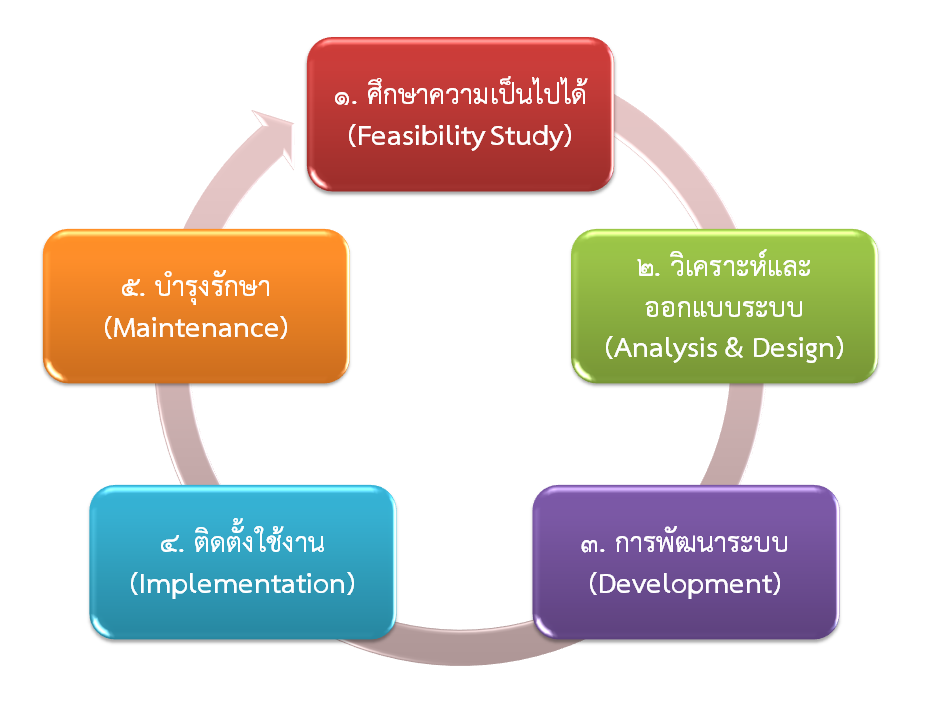 ๑. ศึกษาความเป็นไปได้
(Feasibility Study)
๒. วิเคราะห์และ
ออกแบบระบบ
(Analysis & Design)
๓. การพัฒนาระบบ
(Development)
๔. ติดตั้งใช้งาน
(Implementation)
๕. บำรุงรักษา
(Maintenance)